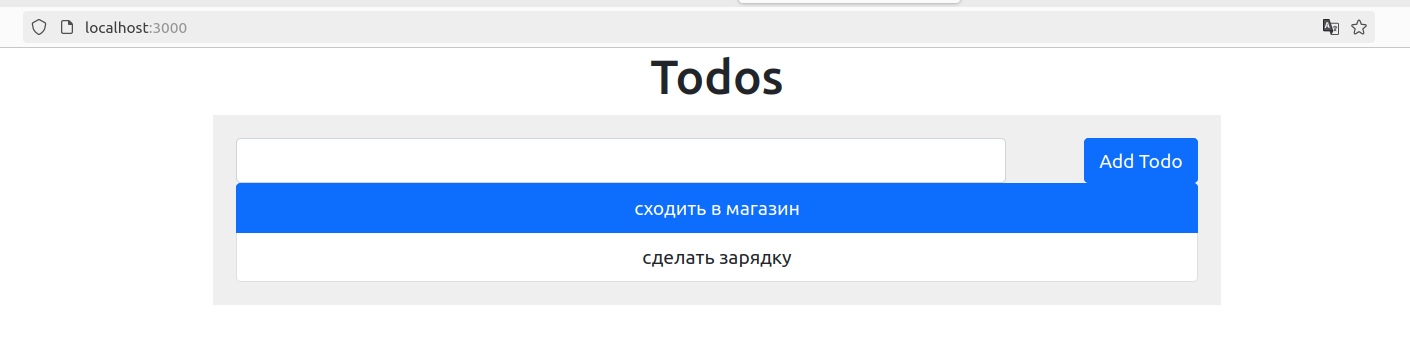 localhost:3000
Todos
Add Todo
сходить в магазин
сделать зарядку